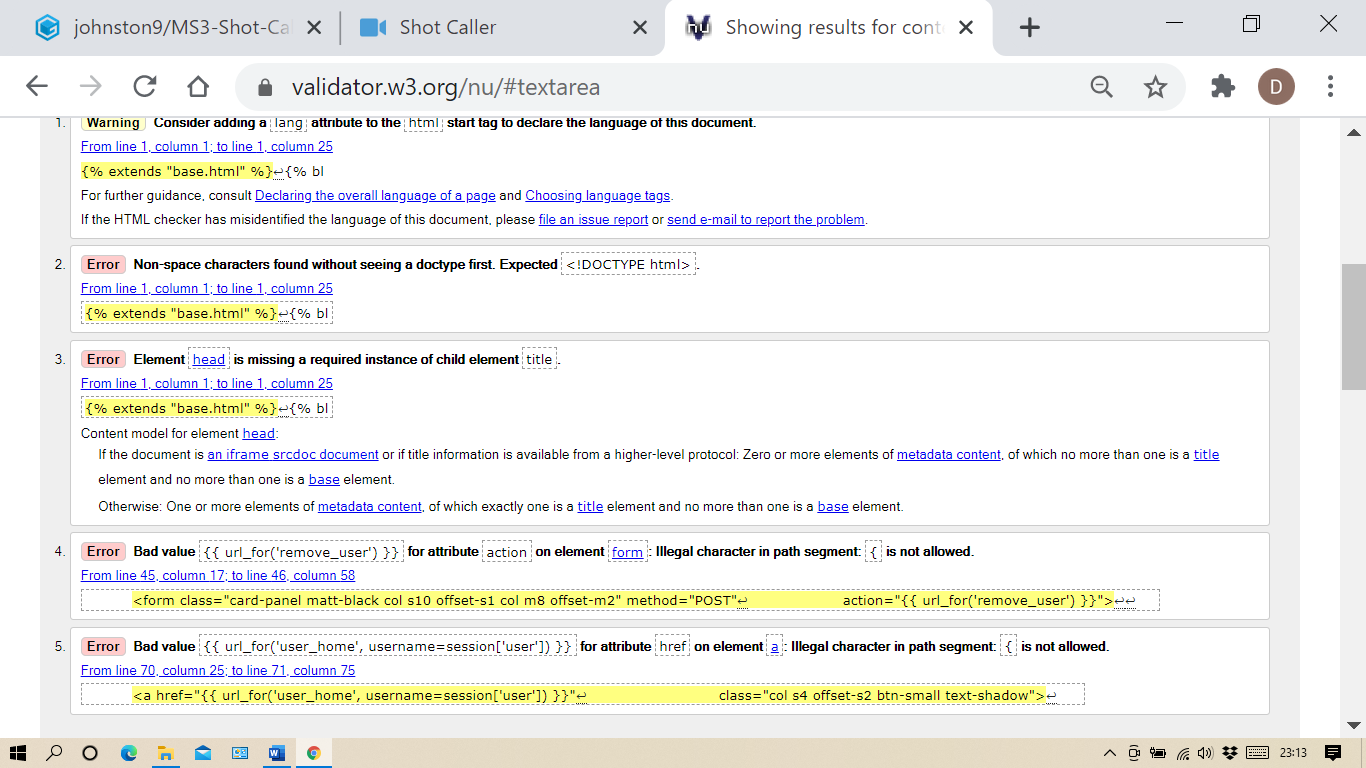 johnston9/MS3-Shot-Ca
Shot Caller
Showing results for cont
validator.w3.org/nu/#textarea
D
1. Warning Consider adding a lang attribute to the html start tag to declare the language of this document.
From line 1, column 1; to line 1, column 25
{% extends "base.html" %}↩{% bl
For further guidance, consult Declaring the overall language of a page and Choosing language tags.
If the HTML checker has misidentified the language of this document, please file an issue report or send e-mail to report the problem.
2. Error Non-space characters found without seeing a doctype first. Expected <!DOCTYPE html>.
From line 1, column 1; to line 1, column 25
{% extends "base.html" %}↩{% bl
3. Error Element head is missing a required instance of child element title.
From line 1, column 1; to line 1, column 25
{% extends "base.html" %}↩{% bl
Content model for element head:
If the document is an iframe srcdoc document or if title information is available from a higher-level protocol: Zero or more elements of metadata content, of which no more than one is a title
element and no more than one is a base element.
Otherwise: One or more elements of metadata content, of which exactly one is a title element and no more than one is a base element.
4. Error Bad value {{ url_for('remove_user') }} for attribute action on element form: Illegal character in path segment: { is not allowed.
From line 45, column 17; to line 46, column 58
<form class="card-panel matt-black col s10 offset-s1 col m8 offset-m2" method="POST"↩ action="{{ url_for('remove_user') }}">↩↩
5. Error Bad value {{ url_for('user_home', username=session['user']) }} for attribute href on element a: Illegal character in path segment: { is not allowed.
From line 70, column 25; to line 71, column 75
<a href="{{ url_for('user_home', username=session['user']) }}"↩ class="col s4 offset-s2 btn-small text-shadow">↩
23:13